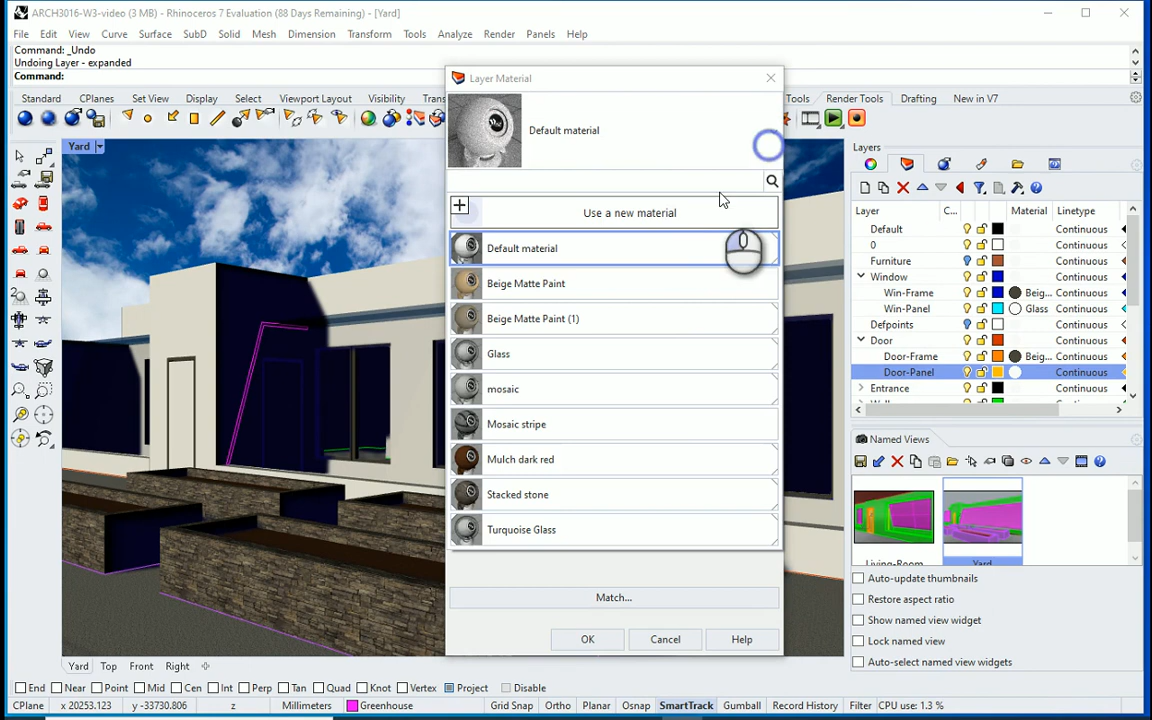 ARCH3016-W3-video (3 MB) - Rhinoceros 7 Evaluation (88 Days Remaining) - [Yard]
File Edit View Curve Surface SubD Solid Mesh Dimension Transform Tools Analyze Render Panels Help
Command: _Undo
Undoing Layer - expanded
Command:
Standard CPlanes Set View Display Select Viewport Layout Visibility Tran Tools Render Tools Drafting New in V7
Yard
Layer Material
Default material
Use a new material
Default material
Beige Matte Paint
Beige Matte Paint (1)
Glass
mosaic
Mosaic stripe
Mulch dark red
Stacked stone
Turquoise Glass
Match...
OK Cancel Help
Layers
Layer C... Material Linetype
Default Continuous
0 Continuous
Furniture Continuous
Window Continuous
Win-Frame Beig... Continuous
Win-Panel Glass Continuous
Defpoints Continuous
Door Continuous
Door-Frame Beig... Continuous
Door-Panel Continuous
Entrance Continuous
Continuous
Named Views
Living-Room Yard
Auto-update thumbnails
Restore aspect ratio
Show named view widget
Lock named view
Auto-select named view widgets
Yard Top Front Right
End Near Point Mid Cen Int Perp Tan Quad Knot Vertex Project Disable
CPlane x 20253.123 y -33730.806 z Millimeters Greenhouse Grid Snap Ortho Planar Osnap SmartTrack Gumball Record History Filter CPU use: 1.3 %